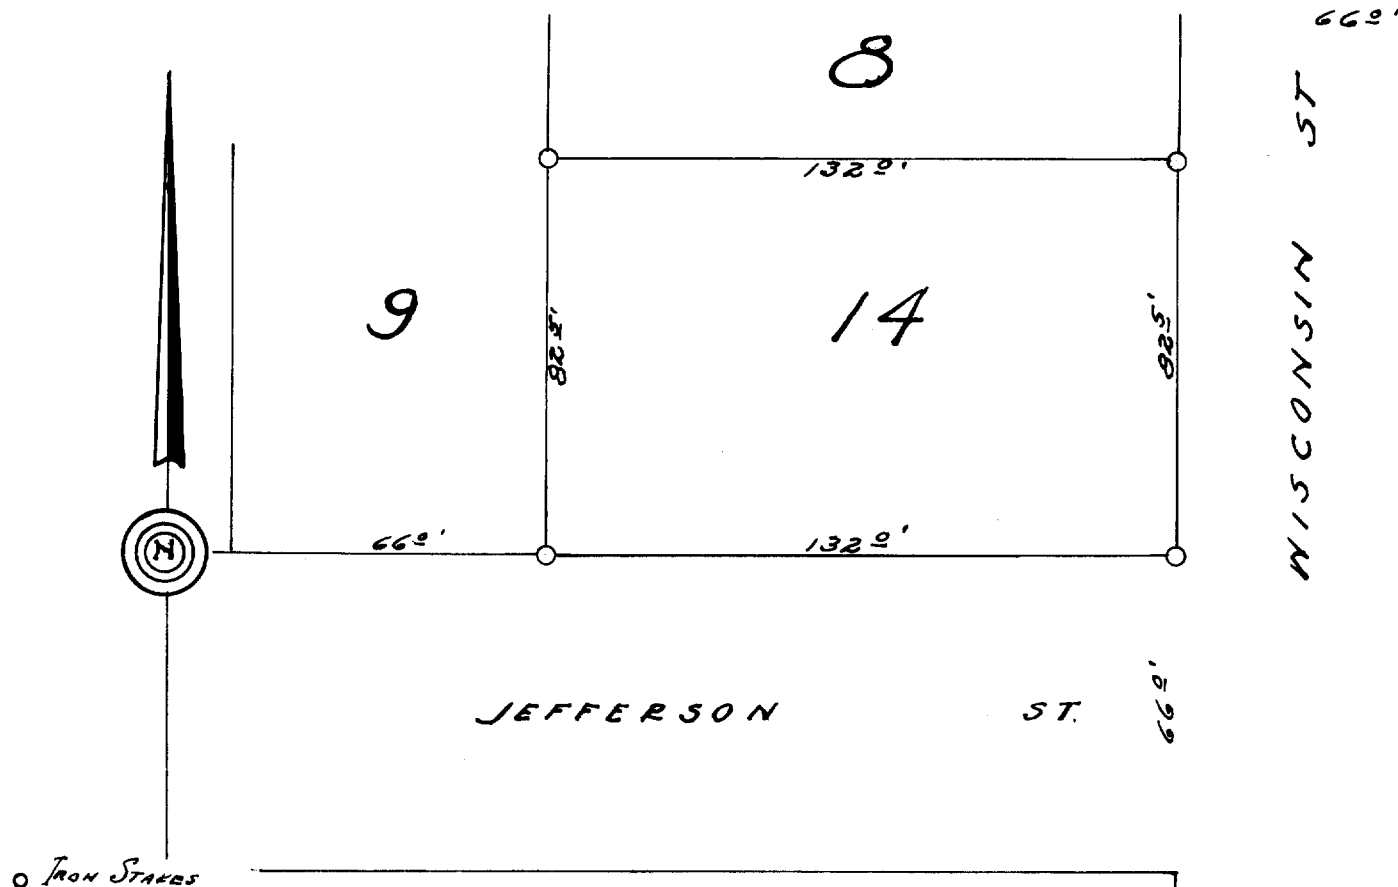 66.0'
8
132.0'
WISCONSIN ST
9
82.5'
14
82.5'
66.0'
132.0'
N
JEFFERSON ST.
66.0'
o IRON STAKES